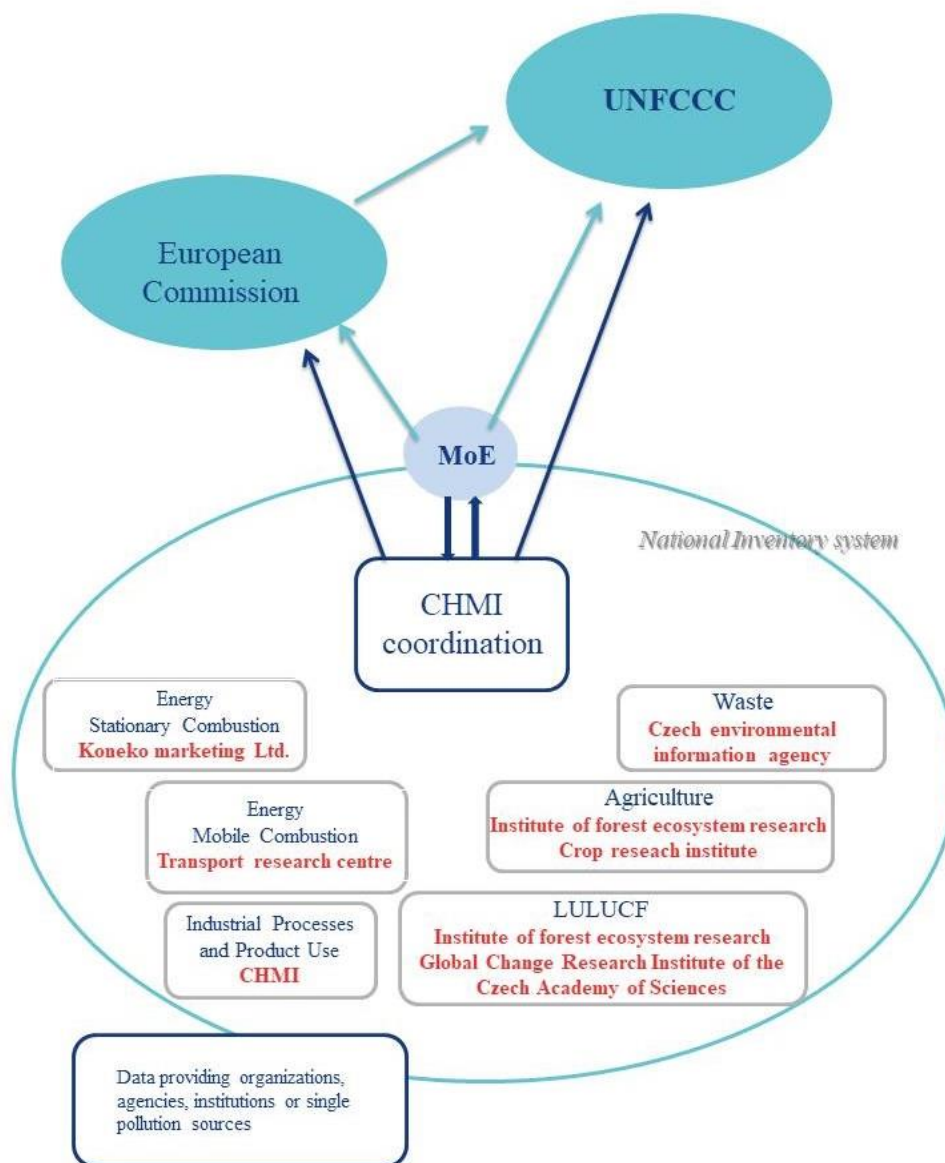 UNFCCC
European
Commission
MoE
National Inventory system
CHMI
coordination
Energy
Stationary Combustion
Koneko marketing Ltd.
Waste
Czech environmental
information agency
Energy
Mobile Combustion
Transport research centre
Agriculture
Institute of forest ecosystem research
Crop reseach institute
Industrial Processes
and Product Use
CHMI
LULUCF
Institute of forest ecosystem research
Global Change Research Institute of the
Czech Academy of Sciences
Data providing organizations,
agencies, institutions or single
pollution sources